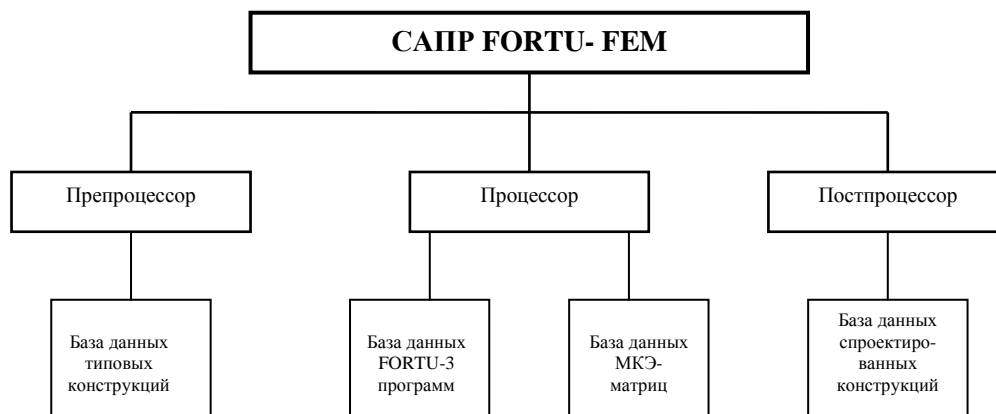 САПР FORTU- FEM
Препроцессор
Процессор
Постпроцессор
База данных
типовых
конструкций
База данных
FORTU-3
программ
База данных
МКЭ-
матриц
База данных
спроектиро-
ванных
конструкций